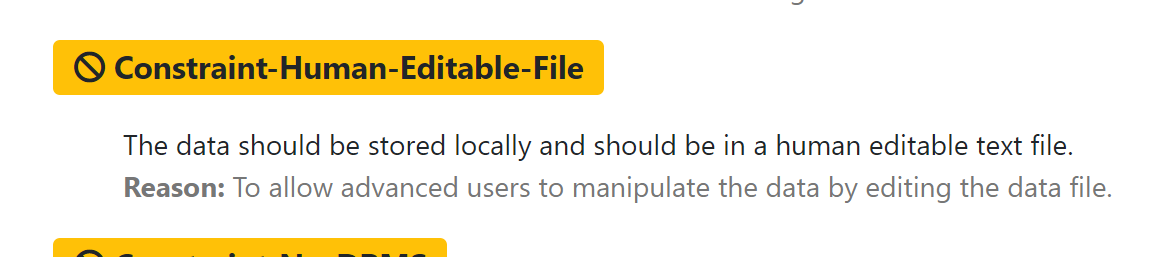 Constraint-Human-Editable-File
The data should be stored locally and should be in a human editable text file.
Reason: To allow advanced users to manipulate the data by editing the data file.